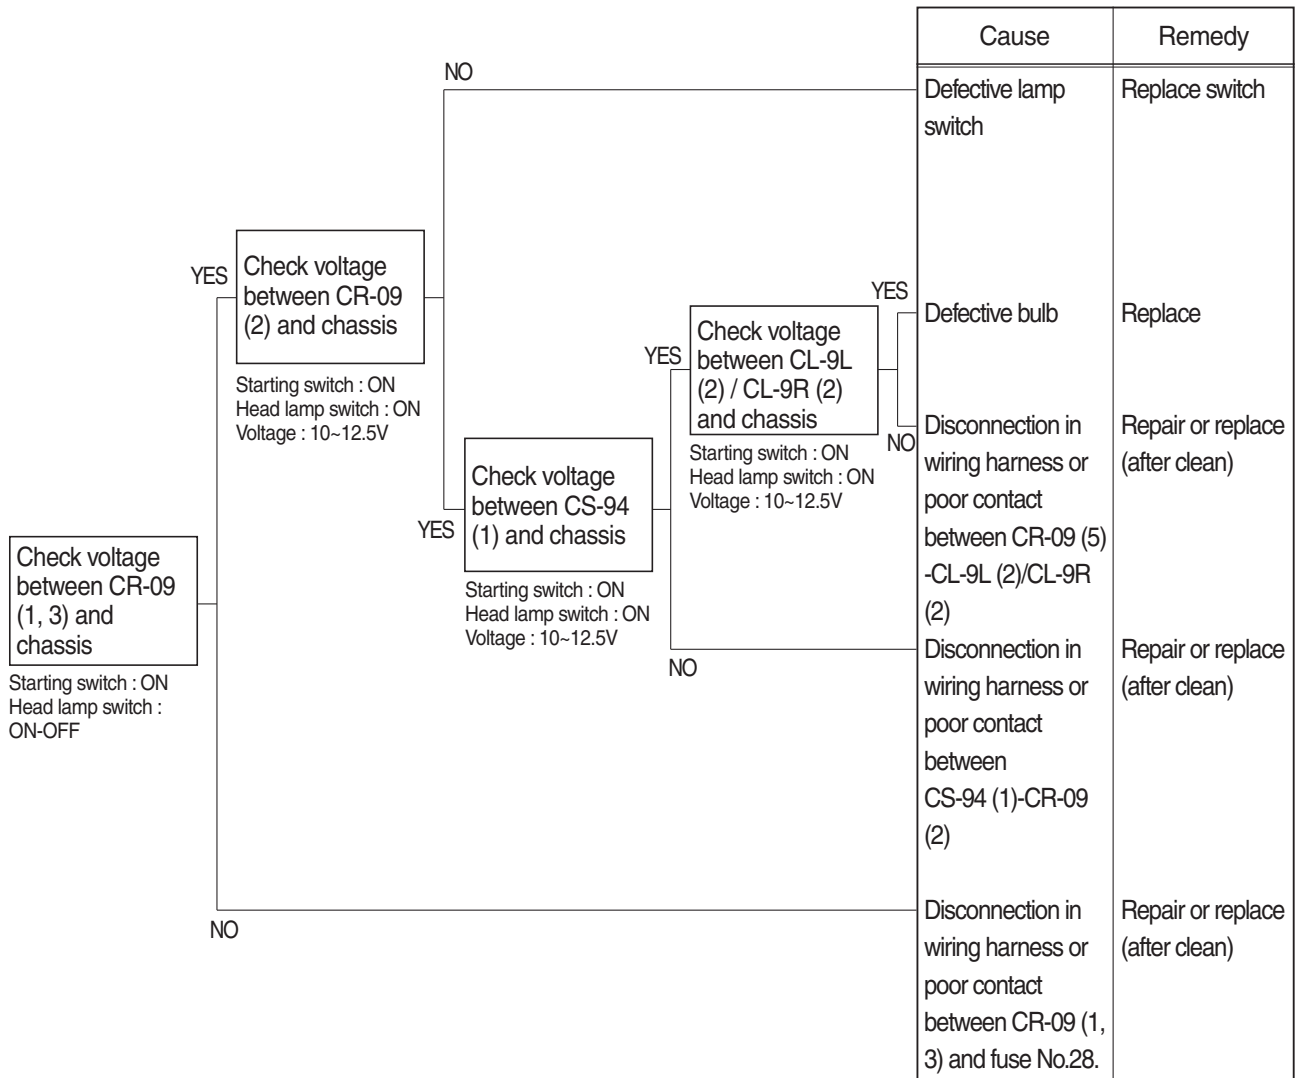 Cause
Remedy
NO
Defective lamp
switch
Replace switch
YES
Check voltage
between CR-09
(2) and chassis
Starting switch : ON
Head lamp switch : ON
Voltage : 10~12.5V
YES
Defective bulb
Replace
YES
Check voltage
between CL-9L
(2) / CL-9R (2)
and chassis
Starting switch : ON
Head lamp switch : ON
Voltage : 10~12.5V
NO
Disconnection in
wiring harness or
poor contact
between CR-09 (5)
-CL-9L (2)/CL-9R
(2)
Repair or replace
(after clean)
YES
Check voltage
between CS-94
(1) and chassis
Starting switch : ON
Head lamp switch : ON
Voltage : 10~12.5V
NO
Disconnection in
wiring harness or
poor contact
between
CS-94 (1)-CR-09
(2)
Repair or replace
(after clean)
Check voltage
between CR-09
(1, 3) and
chassis
Starting switch : ON
Head lamp switch :
ON-OFF
NO
Disconnection in
wiring harness or
poor contact
between CR-09 (1,
3) and fuse No.28.
Repair or replace
(after clean)